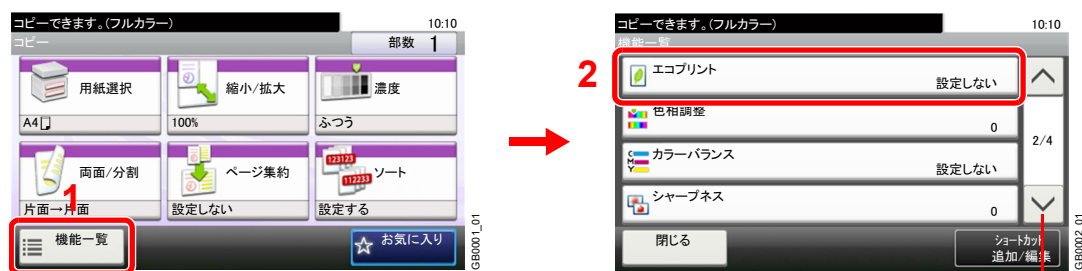 コピーできます。(フルカラー)
10:10
コピー
部数 1
用紙選択
A4
縮小/拡大
100%
濃度
ふつう
両面/分割
片面→片面
ページ集約
設定しない
123123
112233
ソート
設定する
1
機能一覧
お気に入り
GB0001_01
コピーできます。(フルカラー)
10:10
機能一覧
2
エコプリント
設定しない
色相調整
0
2/4
カラーバランス
設定しない
シャープネス
0
閉じる
ショートカット
追加/編集
GB0002_01